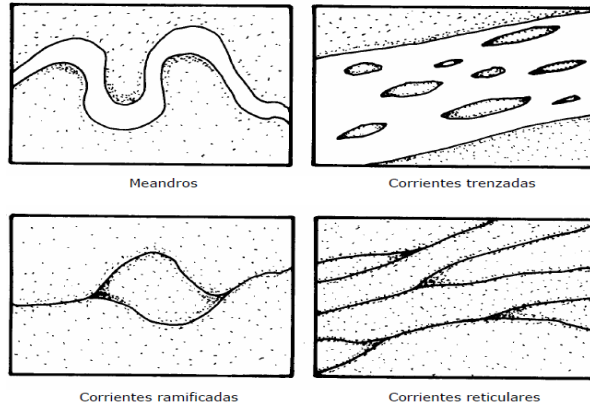 Meandros
Corrientes trenzadas
Corrientes ramificadas
Corrientes reticulares